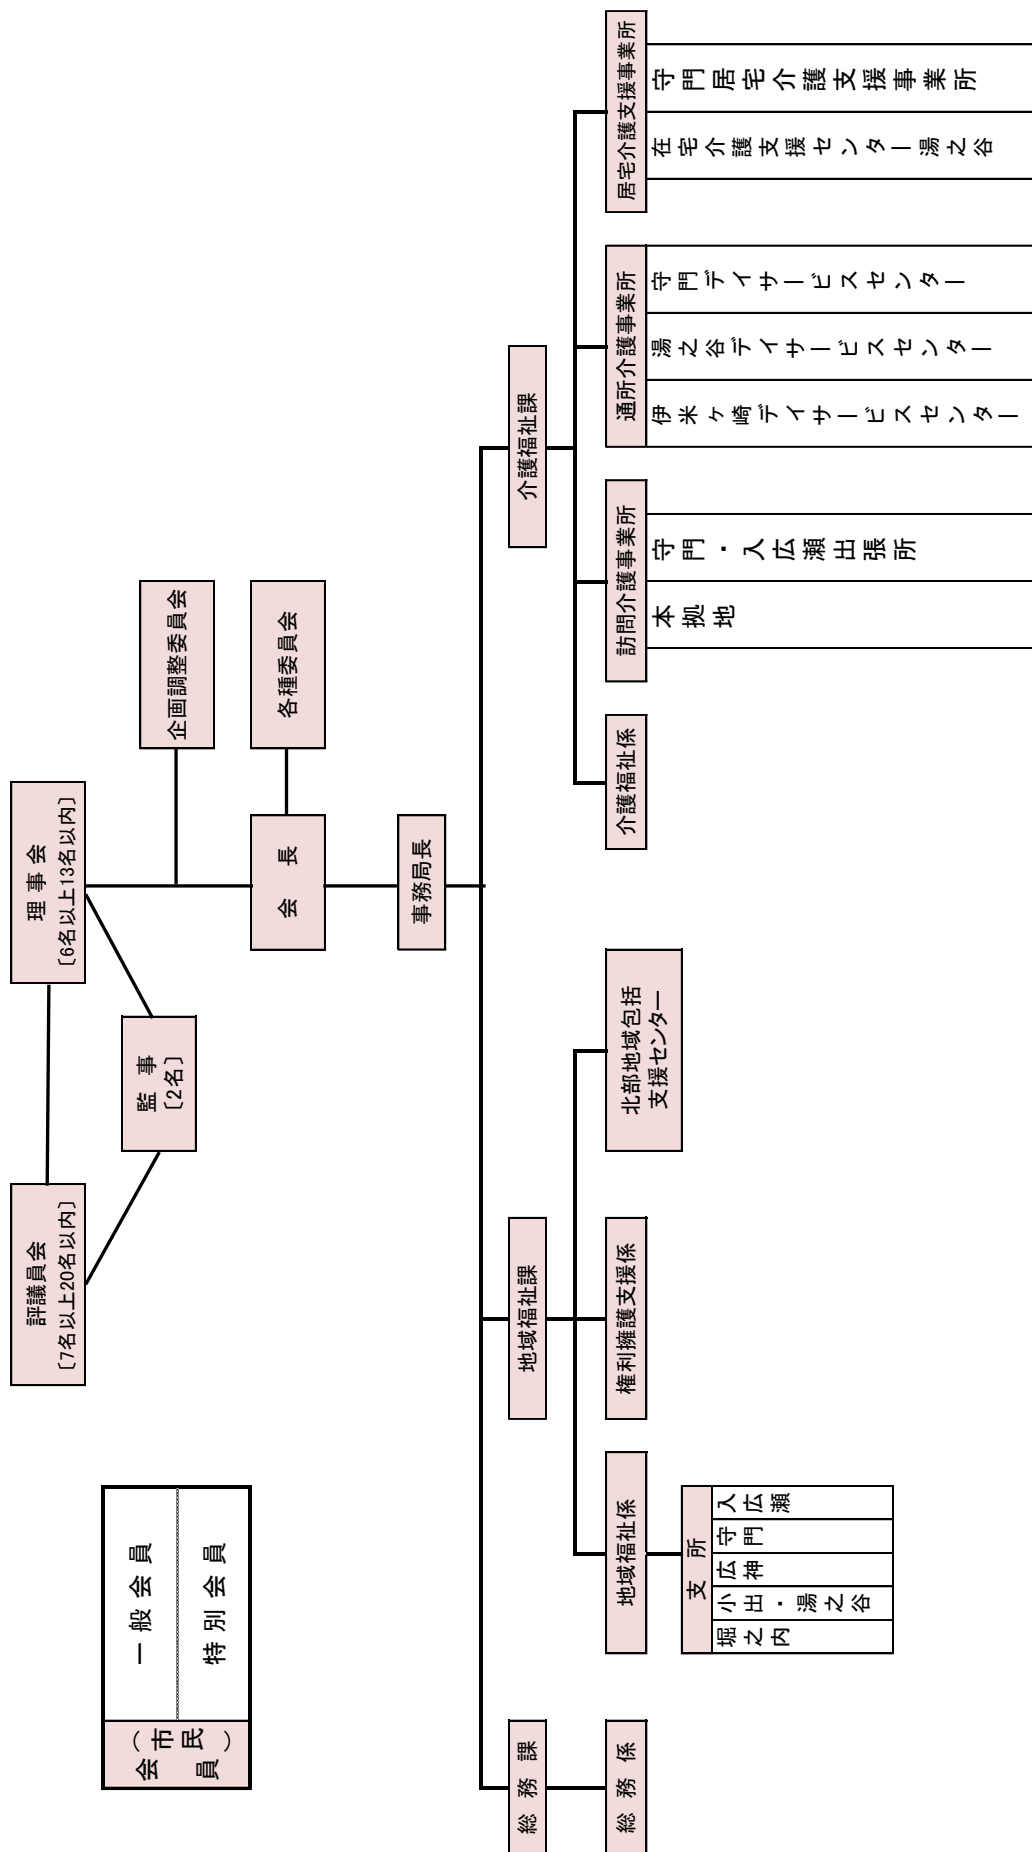 評議員会
［7名以上20名以内］
理 事 会
［6名以上13名以内］
監 事
［2名］
企画調整委員会
各種委員会
会 長
事務局長
会 員
（市民）
一 般 会 員
特 別 会 員
総 務 課
地域福祉課
介護福祉課
総 務 係
地域福祉係
権利擁護支援係
北部地域包括
支援センター
介護福祉係
訪問介護事業所
通所介護事業所
居宅介護支援事業所
支 所
堀之内
小出・湯之谷
広神
守門
入広瀬
本拠地
守門・入広瀬出張所
伊米ヶ崎デイサービスセンター
湯之谷デイサービスセンター
守門デイサービスセンター
在宅介護支援センター湯之谷
守門居宅介護支援事業所